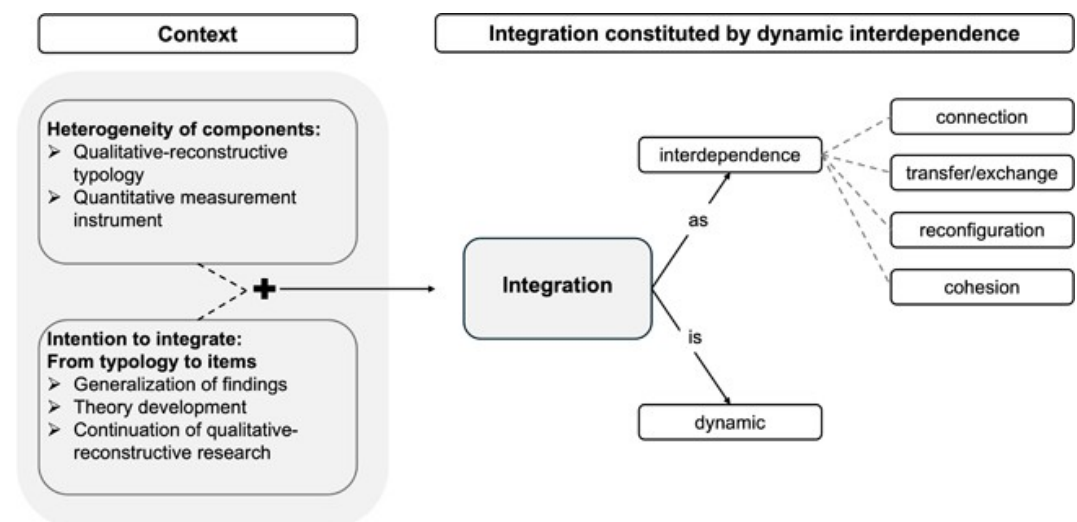 Context
Integration constituted by dynamic interdependence
Heterogeneity of components:
➢ Qualitative-reconstructive
typology
➢ Quantitative measurement
instrument
Intention to integrate:
From typology to items
➢ Generalization of findings
➢ Theory development
➢ Continuation of qualitative-
reconstructive research
+
Integration
as
is
interdependence
dynamic
connection
transfer/exchange
reconfiguration
cohesion